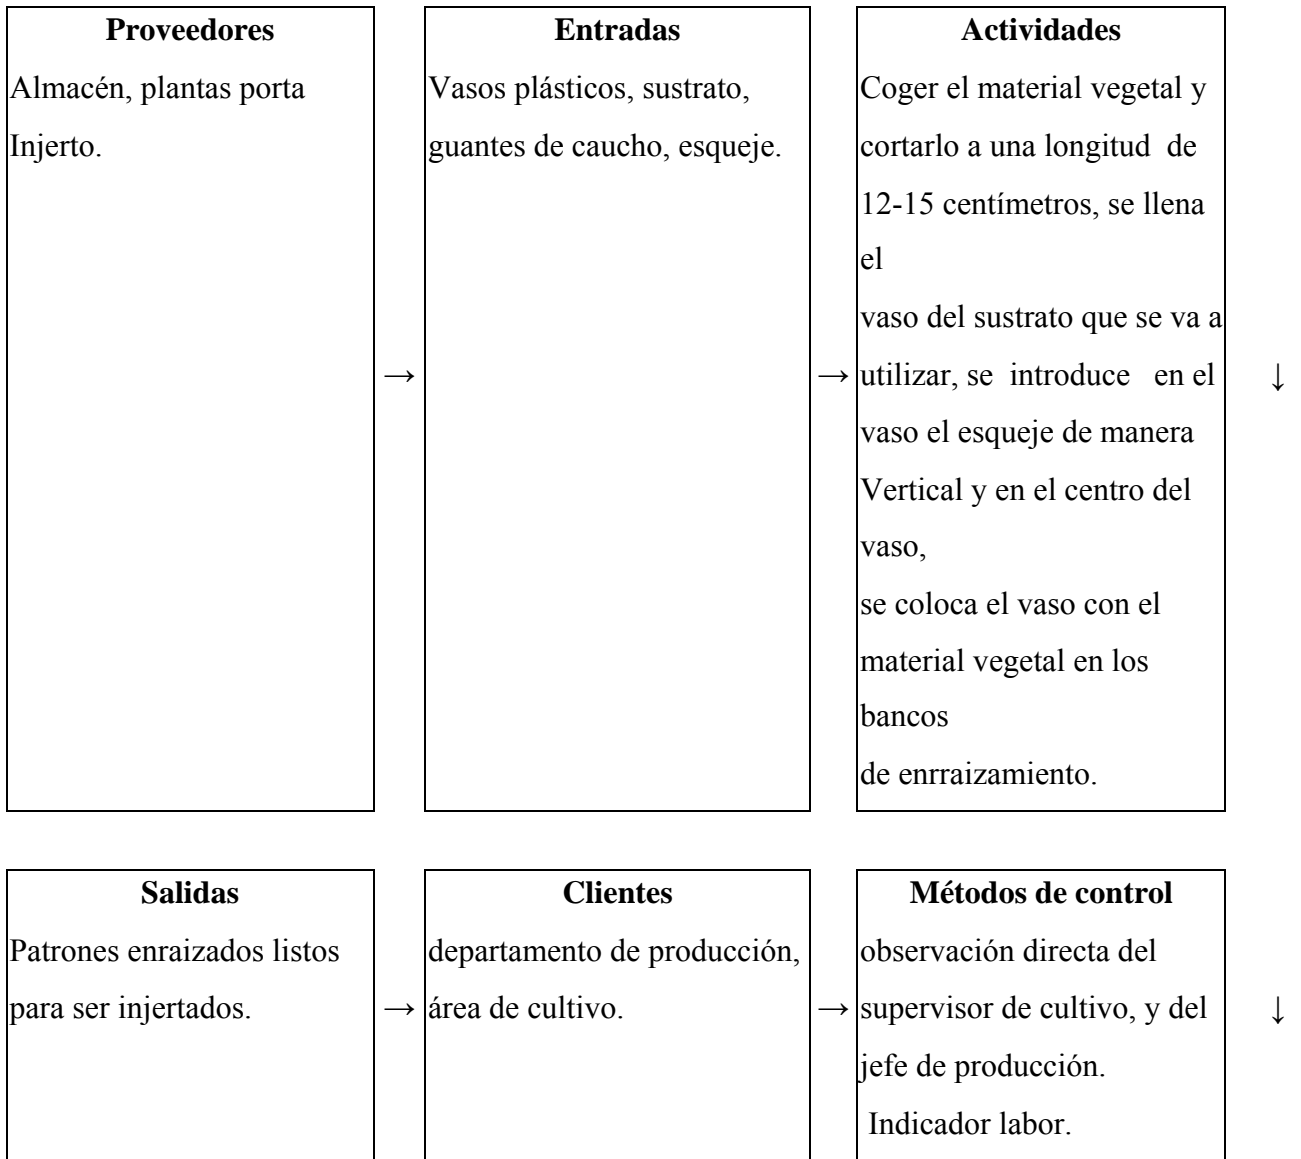 Proveedores
Almacén, plantas porta
Injerto.
→
Entradas
Vasos plásticos, sustrato,
guantes de caucho, esqueje.
→
Actividades
Coger el material vegetal y
cortarlo a una longitud de
12-15 centímetros, se llena
el
vaso del sustrato que se va a
utilizar, se introduce en el
vaso el esqueje de manera
Vertical y en el centro del
vaso,
se coloca el vaso con el
material vegetal en los
bancos
de enrraizamiento.
↓
Salidas
Patrones enraizados listos
para ser injertados.
→
Clientes
departamento de producción,
área de cultivo.
→
Métodos de control
observación directa del
supervisor de cultivo, y del
jefe de producción.
Indicador labor.
↓